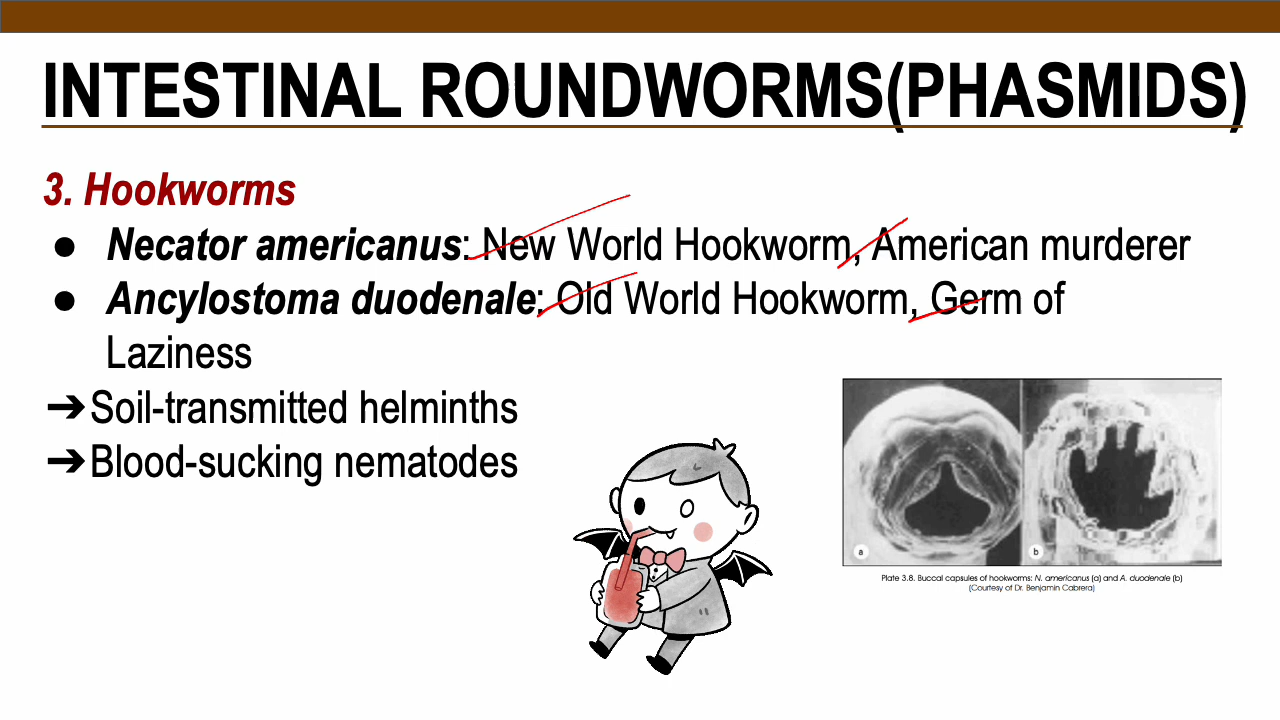 INTESTINAL ROUNDWORMS(PHASMIDS)
3. Hookworms
● Necator americanus: New World Hookworm, American murderer
● Ancylostoma duodenale: Old World Hookworm, Germ of
Laziness
➔Soil-transmitted helminths
➔Blood-sucking nematodes
a b
Plate 3.8. Buccal capsules of hookworms: N. americanus (a) and A. duodenale (b)
(Courtesy of Dr. Benjamin Cabrera)